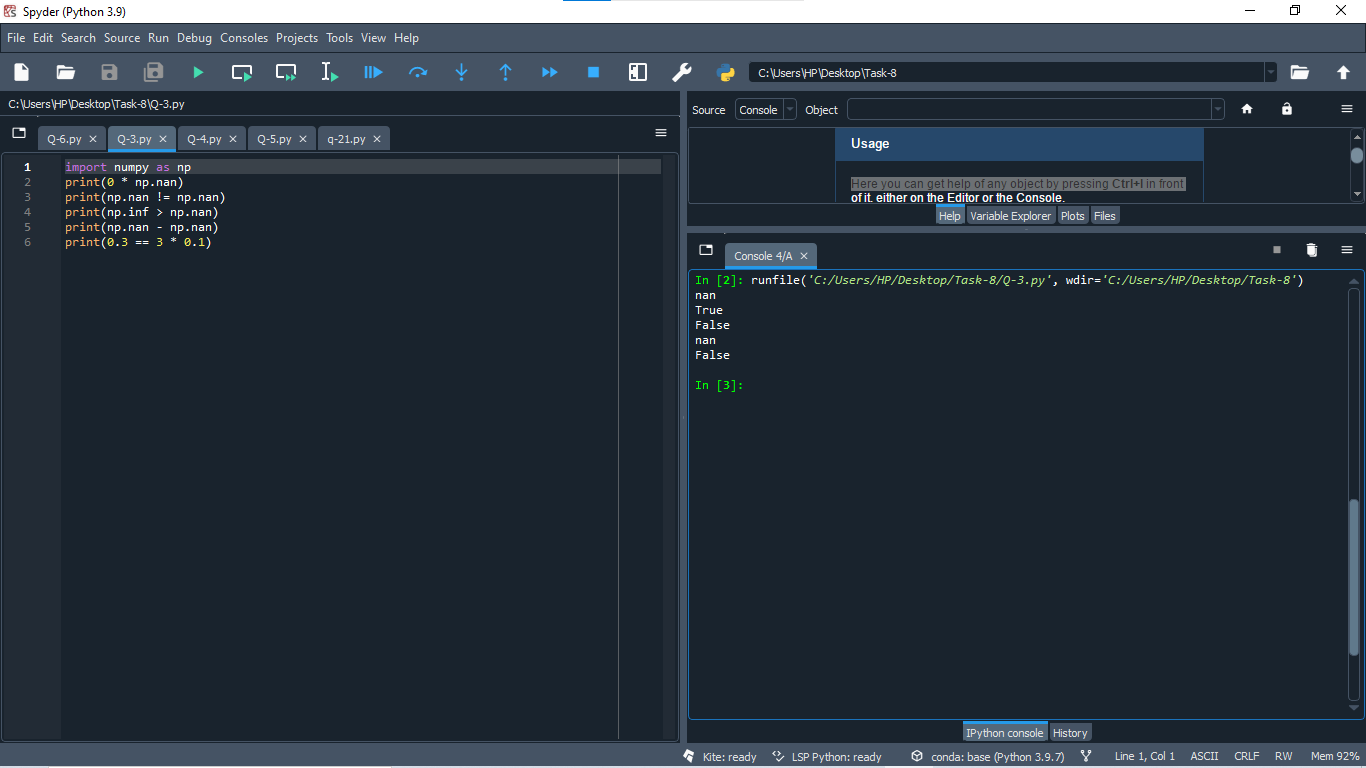 Spyder (Python 3.9)
File Edit Search Source Run Debug Consoles Projects Tools View Help
C:\Users\HP\Desktop\Task-8
C:\Users\HP\Desktop\Task-8\Q-3.py
Q-6.py Q-3.py Q-4.py Q-5.py q-21.py
1 import numpy as np
2 print(0 * np.nan)
3 print(np.nan != np.nan)
4 print(np.inf > np.nan)
5 print(np.nan - np.nan)
6 print(0.3 == 3 * 0.1)
Source Console Object
Usage
Here you can get help of any object by pressing Ctrl+I in front
of it, either on the Editor or the Console.
Help Variable Explorer Plots Files
Console 4/A
In [2]: runfile('C:/Users/HP/Desktop/Task-8/Q-3.py', wdir='C:/Users/HP/Desktop/Task-8')
nan
True
False
nan
False
In [3]:
IPython console History
Kite: ready LSP Python: ready conda: base (Python 3.9.7) Line 1, Col 1 ASCII CRLF RW Mem 92%